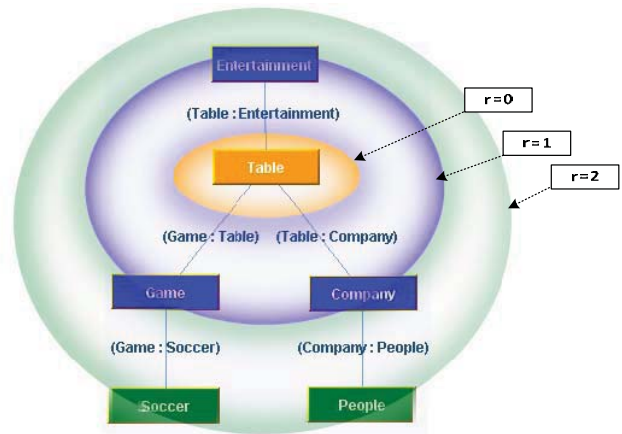 Entertainment
(Table : Entertainment)
r=0
r=1
Table
r=2
(Game : Table) (Table : Company)
Game Company
(Game : Soccer) (Company : People)
Soccer People